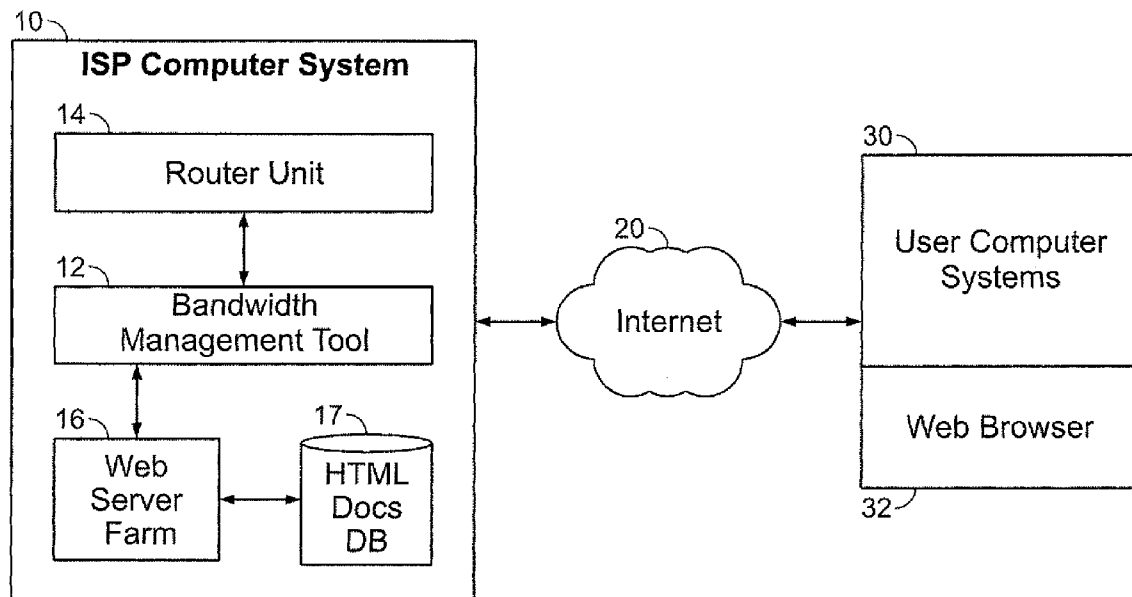 10
ISP Computer System
14
Router Unit
12
Bandwidth
Management Tool
16
Web
Server
Farm
17
HTML
Docs
DB
20
Internet
30
User Computer
Systems
Web Browser
32